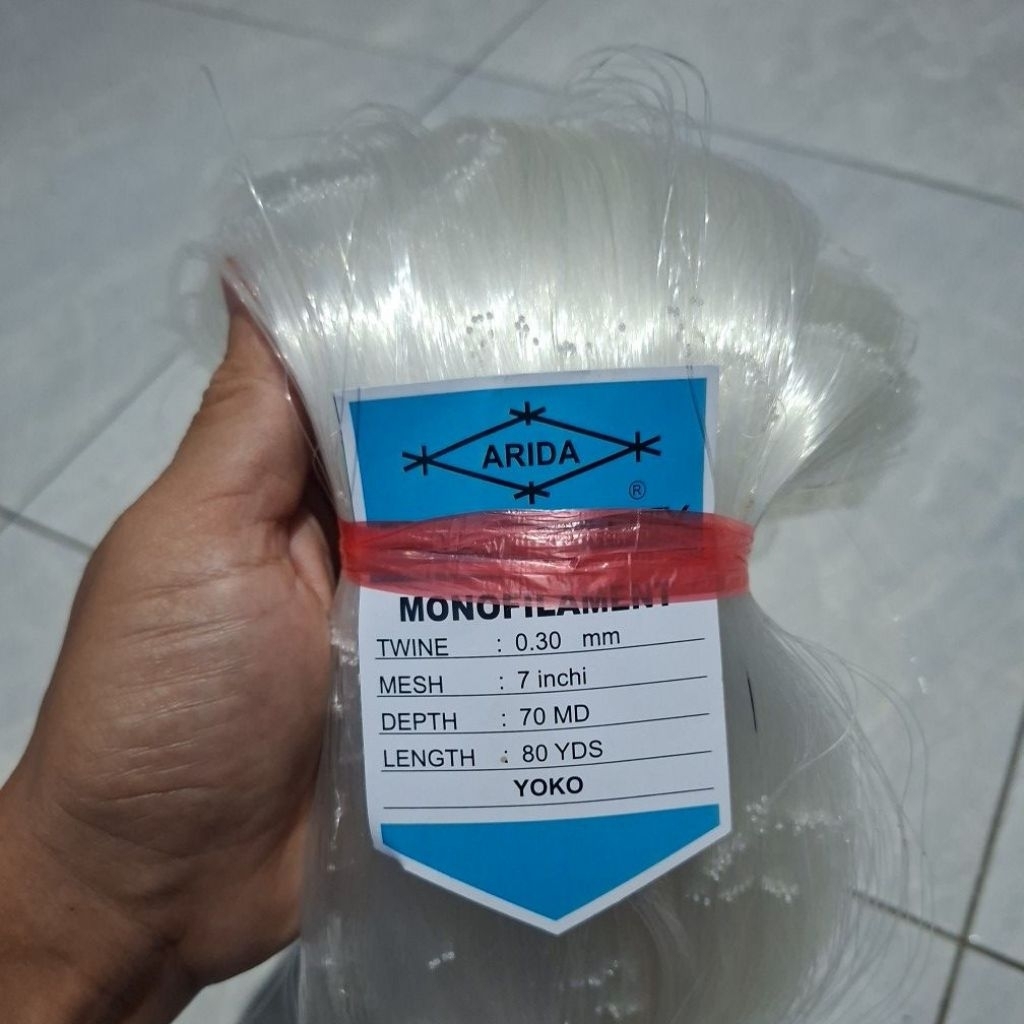 ARIDA
®
MONOFILAMENT
TWINE : 0.30 mm
MESH : 7 inchi
DEPTH : 70 MD
LENGTH : 80 YDS
YOKO